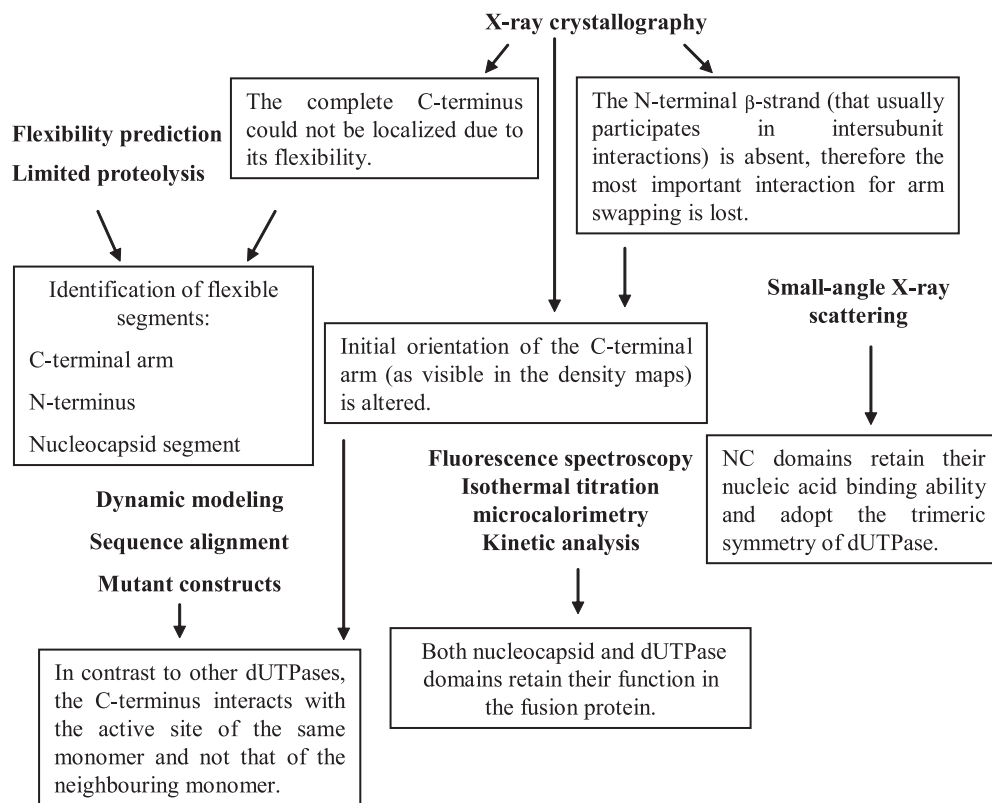 X-ray crystallography
The complete C-terminus
could not be localized due to
its flexibility.
The N-terminal β-strand (that usually
participates in intersubunit
interactions) is absent, therefore the
most important interaction for arm
swapping is lost.
Flexibility prediction
Limited proteolysis
Identification of flexible
segments:
C-terminal arm
N-terminus
Nucleocapsid segment
Initial orientation of the C-terminal
arm (as visible in the density maps)
is altered.
Small-angle X-ray
scattering
NC domains retain their
nucleic acid binding ability
and adopt the trimeric
symmetry of dUTPase.
Dynamic modeling
Sequence alignment
Mutant constructs
Fluorescence spectroscopy
Isothermal titration
microcalorimetry
Kinetic analysis
In contrast to other dUTPases,
the C-terminus interacts with
the active site of the same
monomer and not that of the
neighbouring monomer.
Both nucleocapsid and dUTPase
domains retain their function in
the fusion protein.